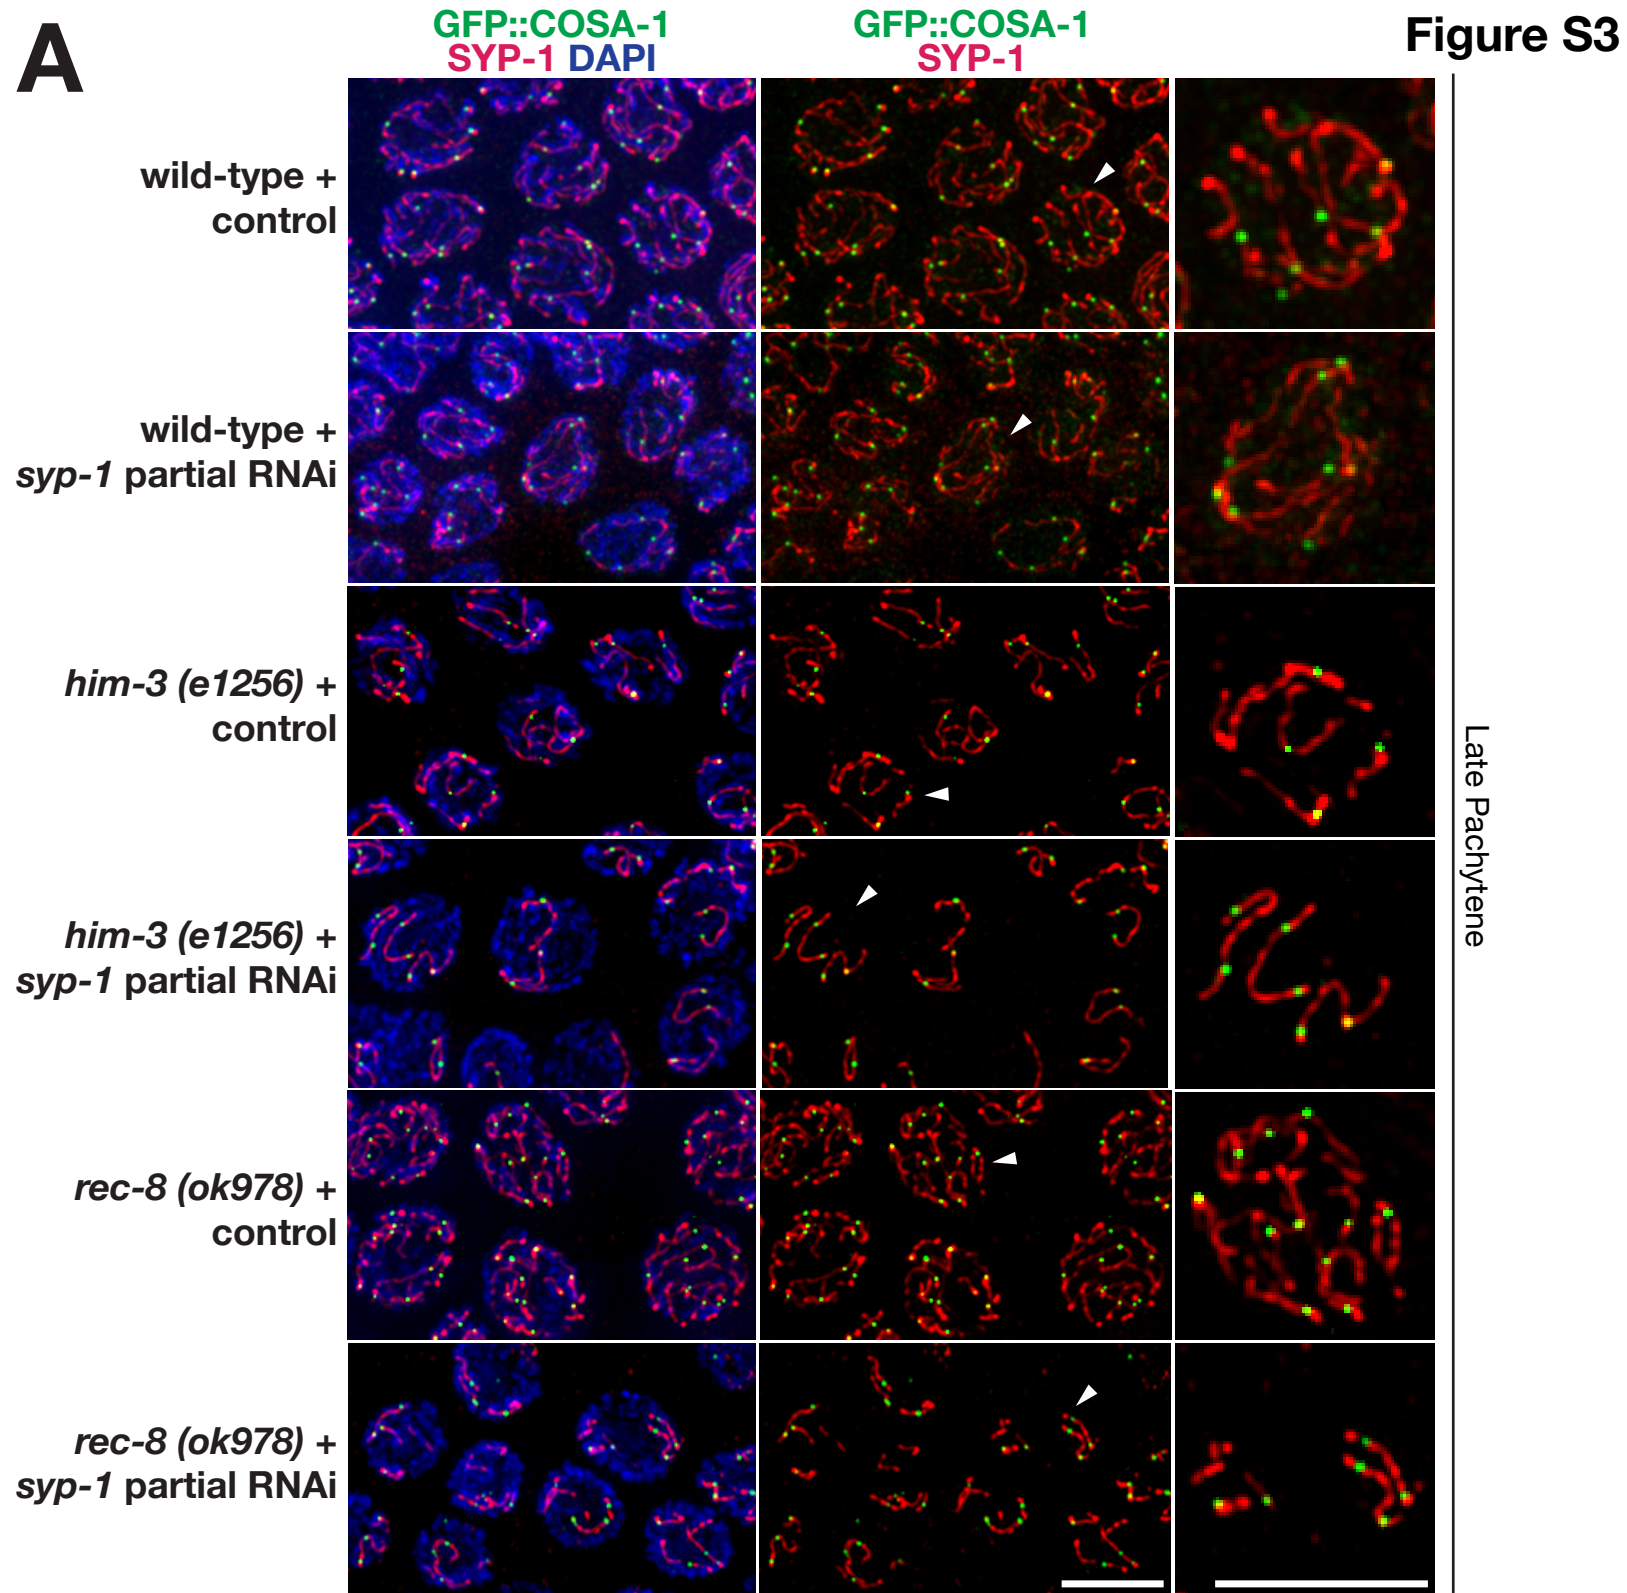 A
GFP::COSA-1
SYP-1 DAPI
GFP::COSA-1
SYP-1
Figure S3
wild-type +
control
wild-type +
syp-1 partial RNAi
him-3 (e1256) +
control
him-3 (e1256) +
syp-1 partial RNAi
rec-8 (ok978) +
control
rec-8 (ok978) +
syp-1 partial RNAi
Late Pachytene